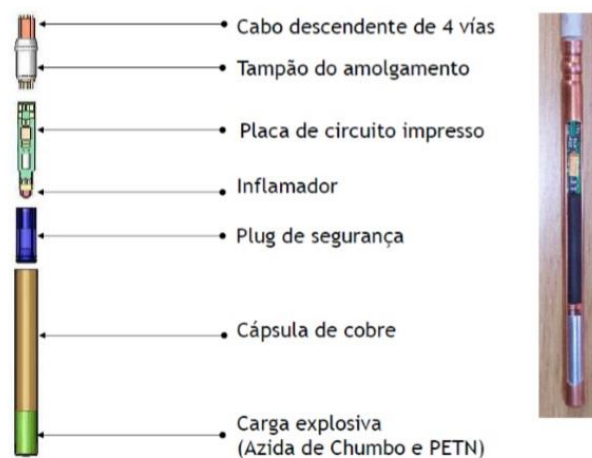 Cabo descendente de 4 vías
Tampão do amolgamento
Placa de circuito impresso
Inflamador
Plug de segurança
Cápsula de cobre
Carga explosiva
(Azida de Chumbo e PETN)